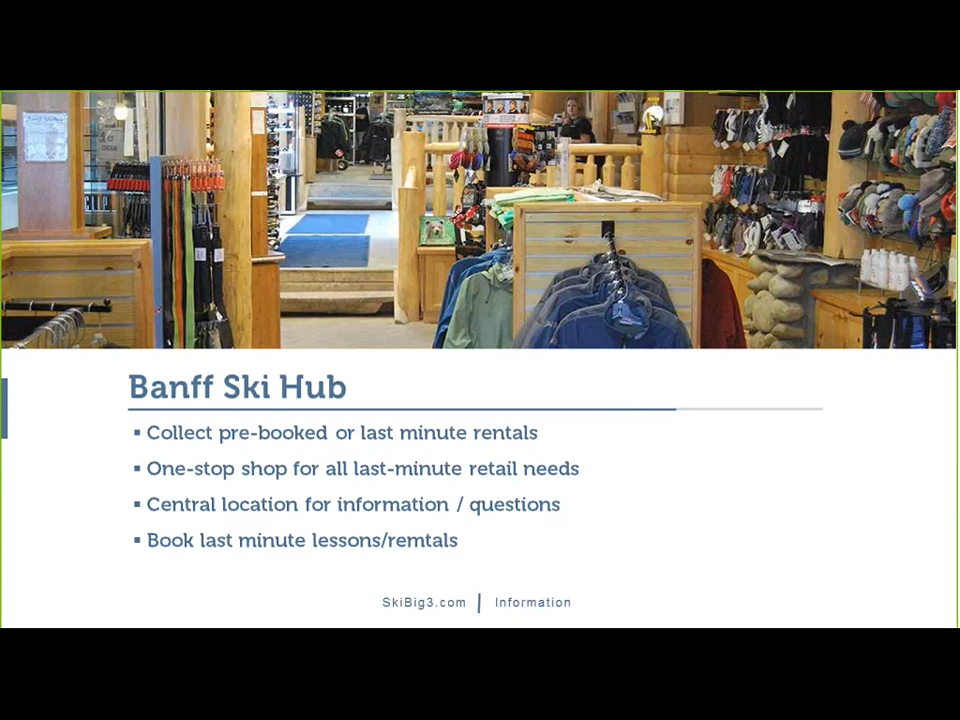 Banff Ski Hub
▪ Collect pre-booked or last minute rentals
▪ One-stop shop for all last-minute retail needs
▪ Central location for information / questions
▪ Book last minute lessons/remtals
SkiBig3.com | Information